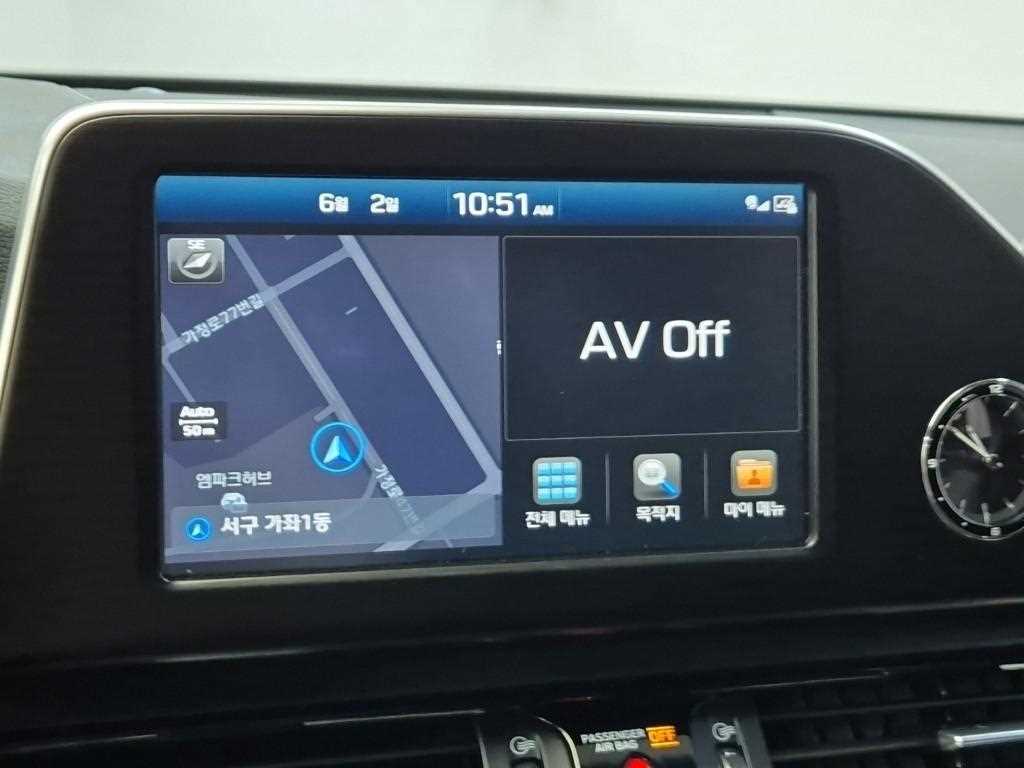 6월 2일 10:51 AM
SE
가정로77번길
AV Off
Auto
50m
엠파크허브
서구 가좌1동
전체 메뉴
목적지
마이 메뉴
12
PASSENGER
AIR BAG
OFF